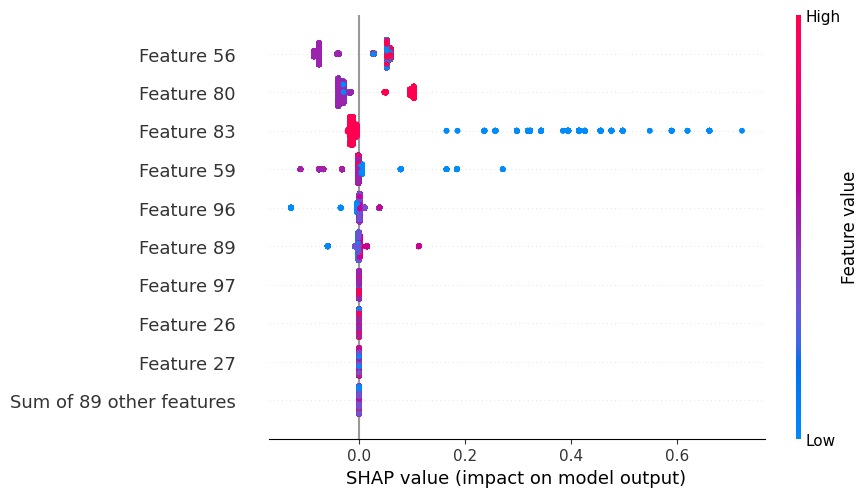 High
Feature 56
Feature 80
Feature 83
Feature 59
Feature 96
Feature 89
Feature 97
Feature 26
Feature 27
Sum of 89 other features
Feature value
Low
0.0 0.2 0.4 0.6
SHAP value (impact on model output)